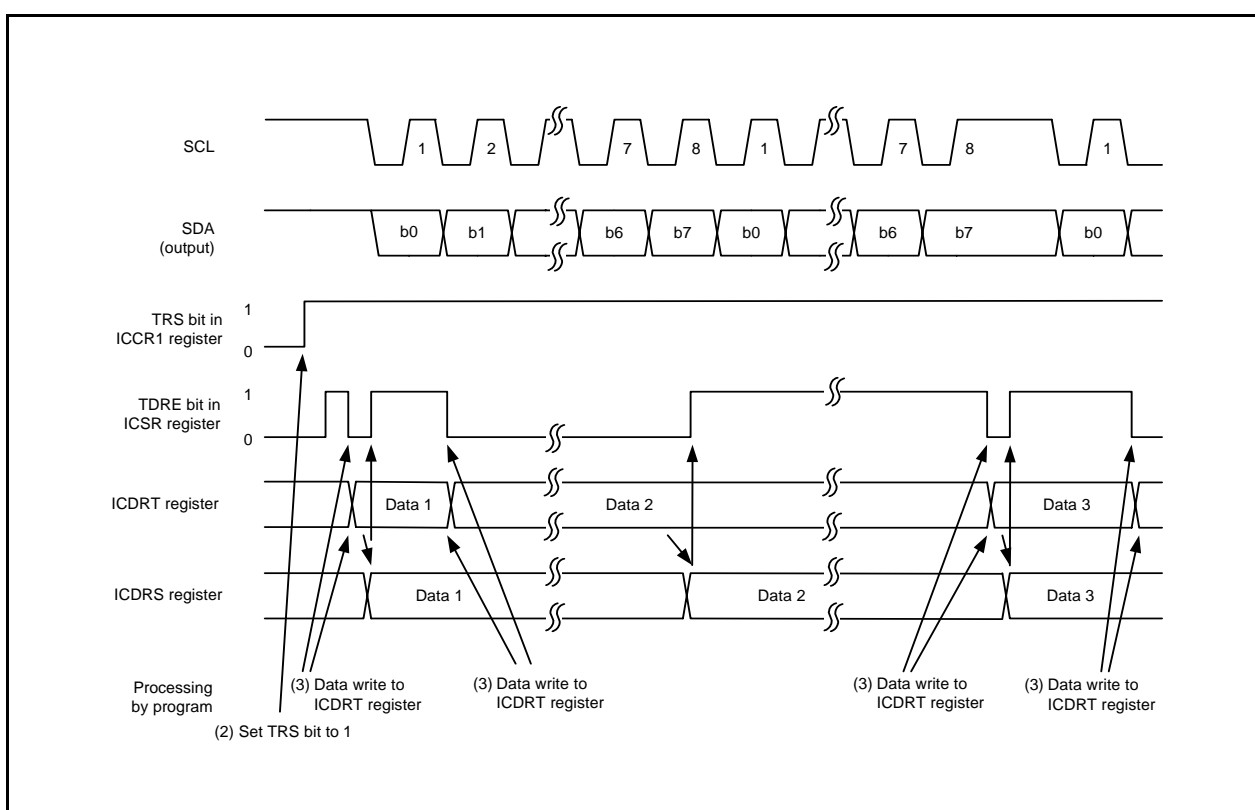 SCL
1 2 7 8 1 7 8 1
SDA
(output)
b0 b1 b6 b7 b0 b6 b7 b0
TRS bit in
ICCR1 register
1
0
TDRE bit in
ICSR register
1
0
ICDRT register
Data 1 Data 2 Data 3
ICDRS register
Data 1 Data 2 Data 3
Processing
by program
(3) Data write to
ICDRT register
(3) Data write to
ICDRT register
(3) Data write to
ICDRT register
(3) Data write to
ICDRT register
(2) Set TRS bit to 1